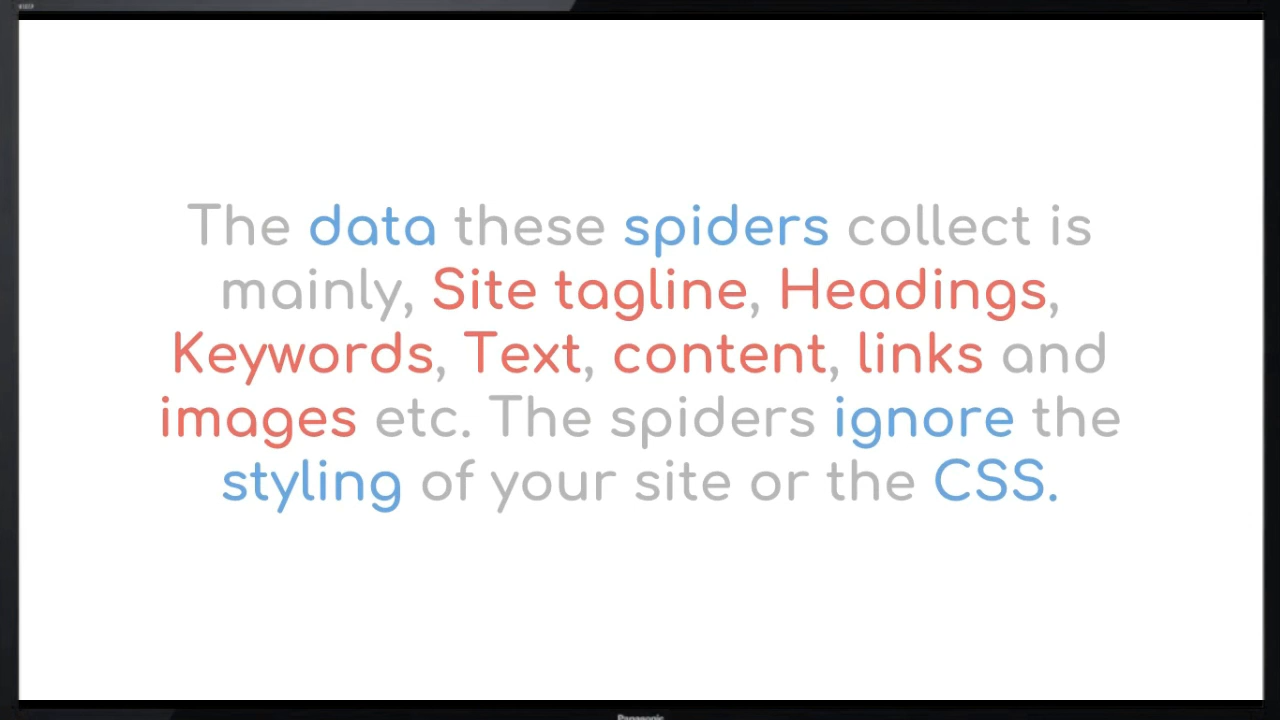 The data these spiders collect is
mainly, Site tagline, Headings,
Keywords, Text, content, links and
images etc. The spiders ignore the
styling of your site or the CSS.
Panasonic